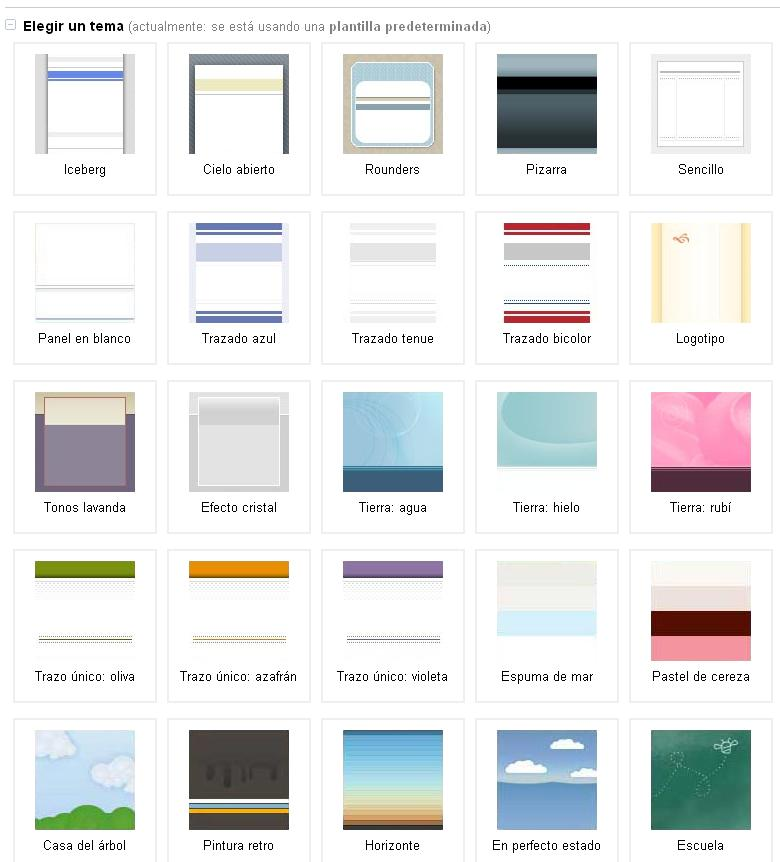 Elegir un tema (actualmente: se está usando una plantilla predeterminada)
Iceberg
Cielo abierto
Rounders
Pizarra
Sencillo
Panel en blanco
Trazado azul
Trazado tenue
Trazado bicolor
Logotipo
Tonos lavanda
Efecto cristal
Tierra: agua
Tierra: hielo
Tierra: rubí
Trazo único: oliva
Trazo único: azafrán
Trazo único: violeta
Espuma de mar
Pastel de cereza
Casa del árbol
Pintura retro
Horizonte
En perfecto estado
Escuela